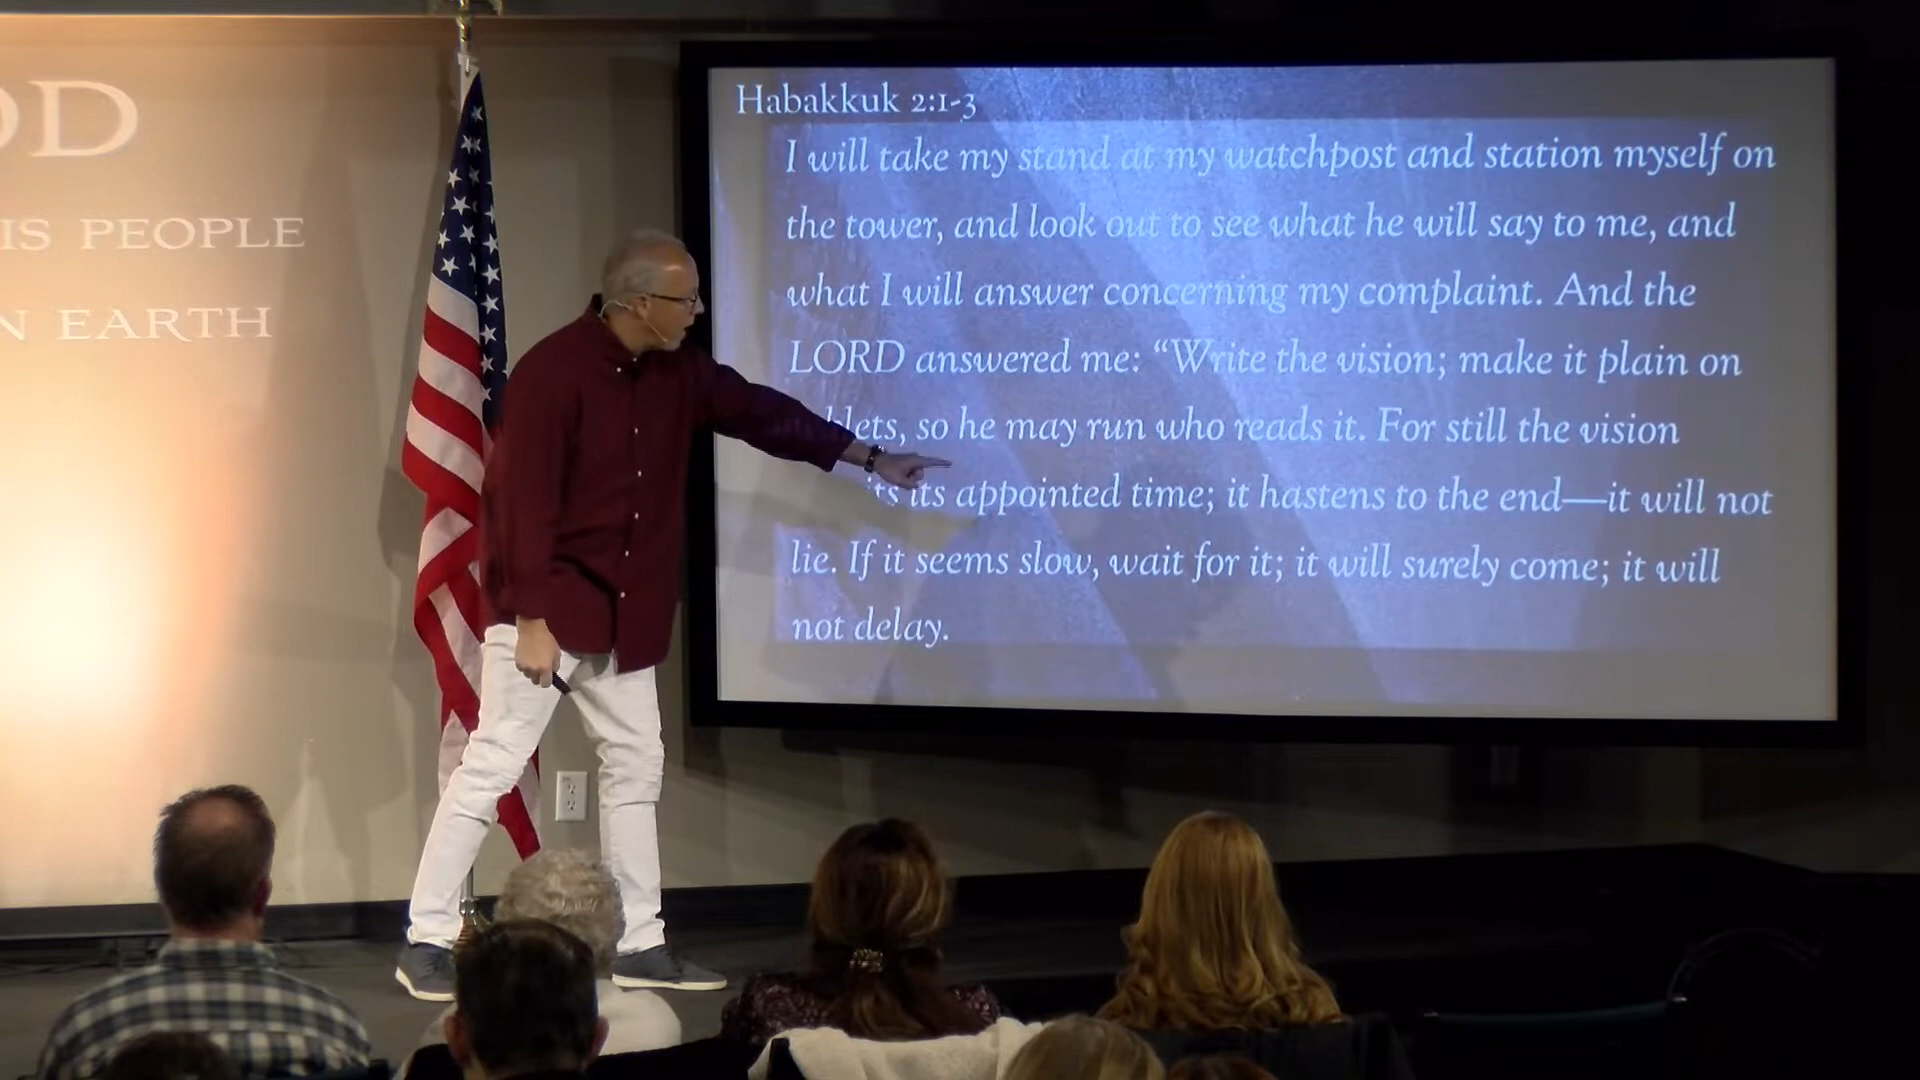 OD
IS PEOPLE
N EARTH
Habakkuk 2:1-3
I will take my stand at my watchpost and station myself on
the tower, and look out to see what he will say to me, and
what I will answer concerning my complaint. And the
LORD answered me: “Write the vision; make it plain on
blets, so he may run who reads it. For still the vision
its its appointed time; it hastens to the end—it will not
lie. If it seems slow, wait for it; it will surely come; it will
not delay.